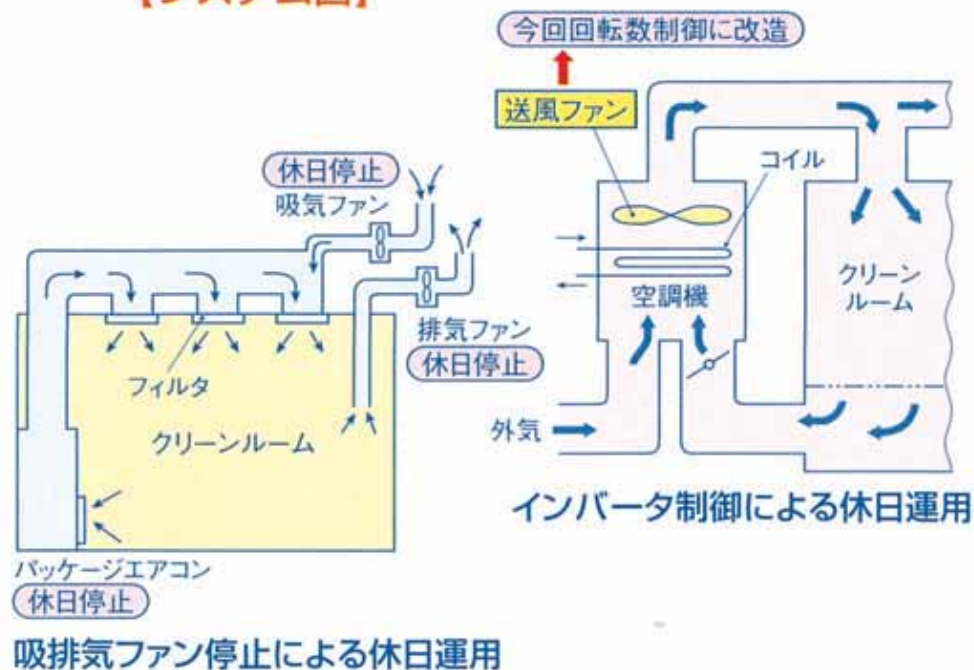 【システム図】
今回回転数制御に改造
送風ファン
コイル
空調機
クリーン
ルーム
外気
インバータ制御による休日運用
休日停止
吸気ファン
排気ファン
休日停止
フィルタ
クリーンルーム
パッケージエアコン
休日停止
吸排気ファン停止による休日運用